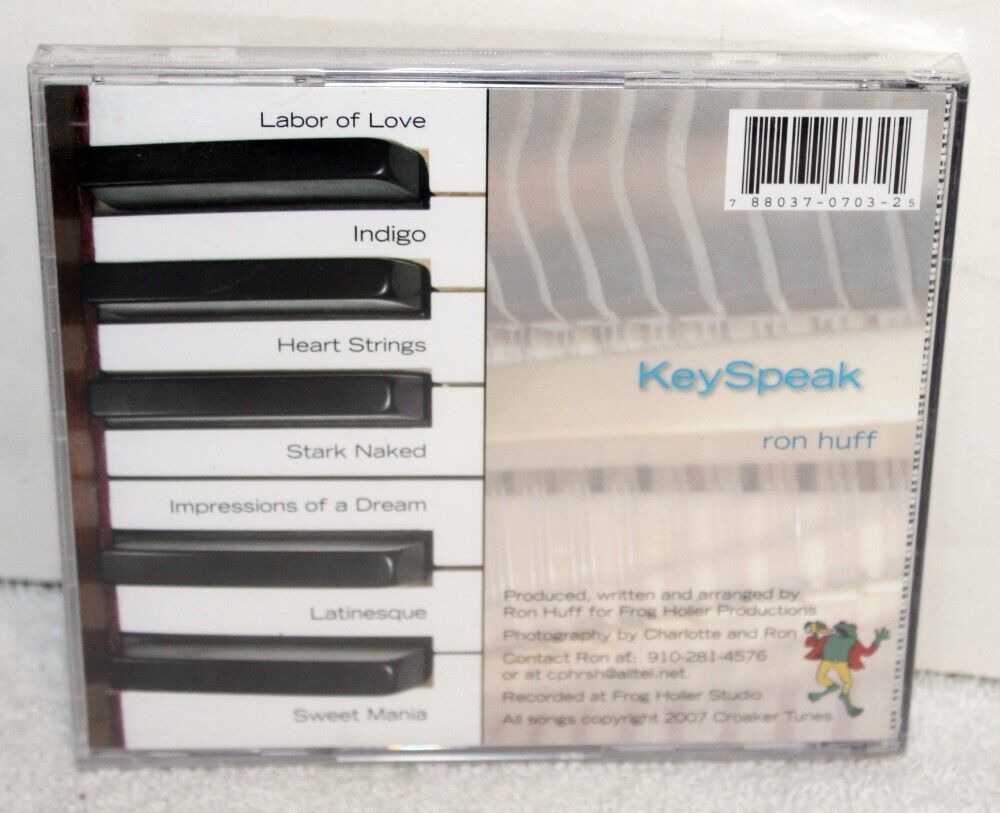 Labor of Love
Indigo
Heart Strings
Stark Naked
Impressions of a Dream
Latinesque
Sweet Mania
7 88037-0703-2 5
KeySpeak
ron huff
Produced, written and arranged by
Ron Huff for Frog Holler Productions
Photography by Charlotte and Ron
Contact Ron at: 910-281-4576
or at cphrsh@alltel.net.
Recorded at Frog Holler Studio
All songs copyright 2007 Croaker Tunes